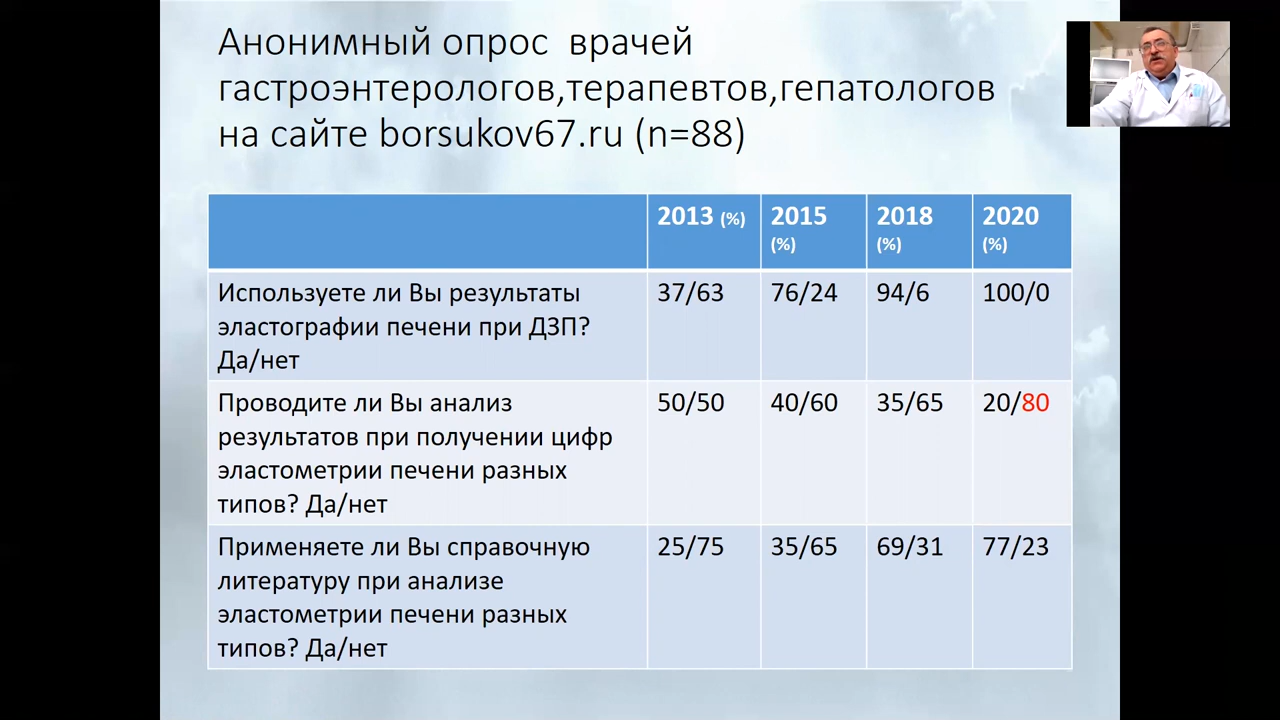 Анонимный опрос врачей
гастроэнтерологов,терапевтов,гепатологов
на сайте borsukov67.ru (n=88)
2013 (%) 2015 (%) 2018 (%) 2020 (%)
Используете ли Вы результаты 37/63 76/24 94/6 100/0
эластографии печени при ДЗП?
Да/нет
Проводите ли Вы анализ 50/50 40/60 35/65 20/80
результатов при получении цифр
эластометрии печени разных
типов? Да/нет
Применяете ли Вы справочную 25/75 35/65 69/31 77/23
литературу при анализе
эластометрии печени разных
типов? Да/нет